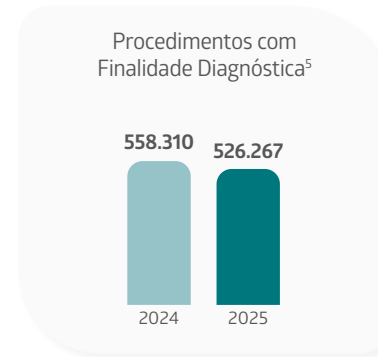 Procedimentos com
Finalidade Diagnóstica⁵
558.310
526.267
2024
2025